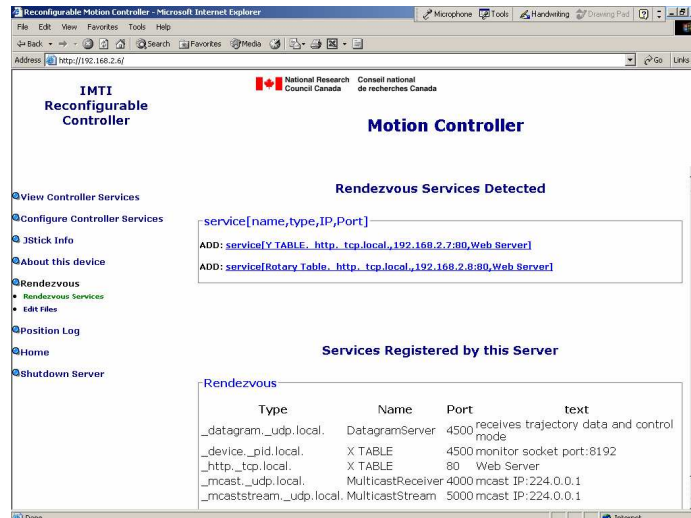 Reconfigurable Motion Controller - Microsoft Internet Explorer
Microphone Tools Handwriting Drawing Pad
File Edit View Favorites Tools Help
Back Search Favorites Media
Address http://192.168.2.6/ Go Links
IMTI
Reconfigurable
Controller
National Research Conseil national
Council Canada de recherches Canada
Motion Controller
View Controller Services
Configure Controller Services
JStick Info
About this device
Rendezvous
Rendezvous Services
Edit Files
Position Log
Home
Shutdown Server
Rendezvous Services Detected
service[name,type,IP,Port]
ADD: service[Y TABLE._http._tcp.local.,192.168.2.7:80,Web Server]
ADD: service[Rotary Table._http._tcp.local.,192.168.2.8:80,Web Server]
Services Registered by this Server
Rendezvous
Type Name Port text
_datagram._udp.local. DatagramServer 4500 receives trajectory data and control mode
_device._pid.local. X TABLE 4500 monitor socket port:8192
_http._tcp.local. X TABLE 80 Web Server
_mcast._udp.local. MulticastReceiver 4000 mcast IP:224.0.0.1
_mcaststream._udp.local. MulticastStream 5000 mcast IP:224.0.0.1
Done Internet